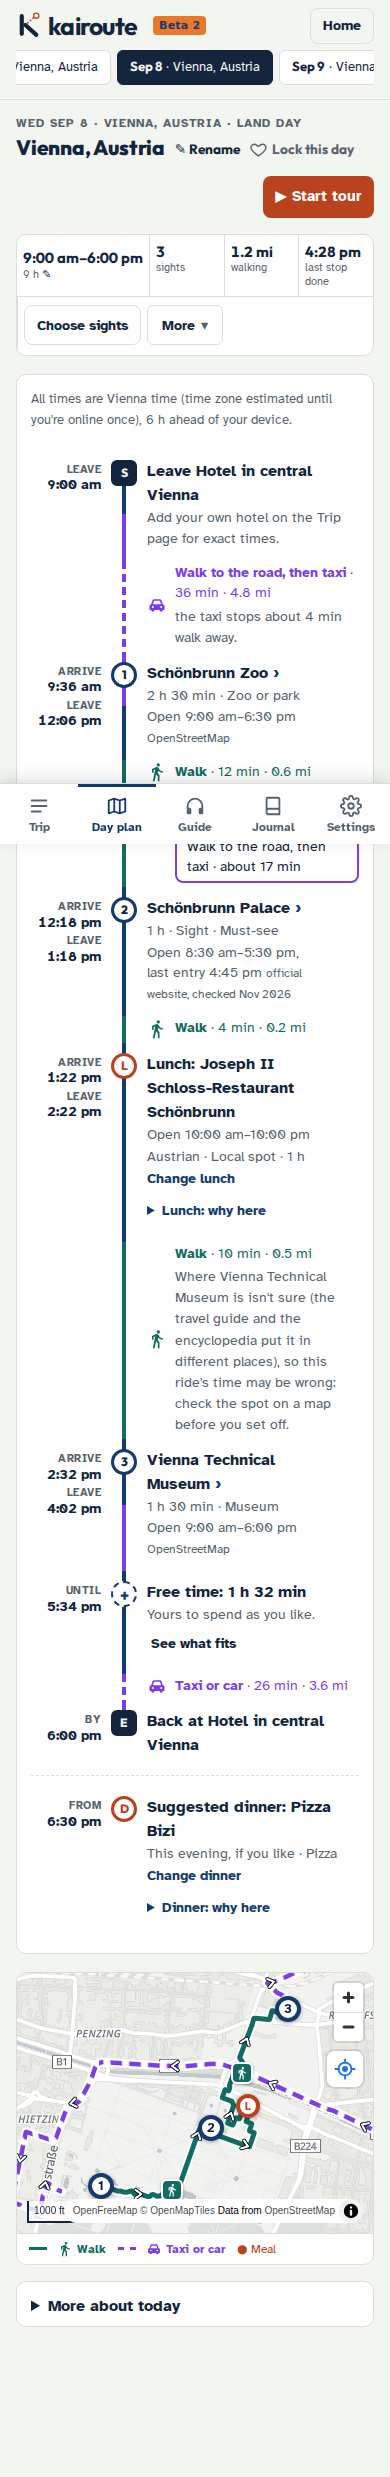 kairoute
Beta 2
Home
Vienna, Austria
Sep 8 · Vienna, Austria
Sep 9 · Vienna
WED SEP 8 · VIENNA, AUSTRIA · LAND DAY
Vienna, Austria
✎ Rename
Lock this day
▶ Start tour
9:00 am–6:00 pm
9 h ✎
3
sights
1.2 mi
walking
4:28 pm
last stop
done
Choose sights
More ▼
All times are Vienna time (time zone estimated until
you're online once), 6 h ahead of your device.
LEAVE
9:00 am
S
Leave Hotel in central
Vienna
Add your own hotel on the Trip
page for exact times.
Walk to the road, then taxi ·
36 min · 4.8 mi
the taxi stops about 4 min
walk away.
ARRIVE
9:36 am
LEAVE
12:06 pm
1
Schönbrunn Zoo ›
2 h 30 min · Zoo or park
Open 9:00 am–6:30 pm
OpenStreetMap
Walk · 12 min · 0.6 mi
Trip
Day plan
Guide
Journal
Settings
Walk to the road, then
taxi · about 17 min
ARRIVE
12:18 pm
LEAVE
1:18 pm
2
Schönbrunn Palace ›
1 h · Sight · Must-see
Open 8:30 am–5:30 pm,
last entry 4:45 pm official
website, checked Nov 2026
Walk · 4 min · 0.2 mi
ARRIVE
1:22 pm
LEAVE
2:22 pm
L
Lunch: Joseph II
Schloss-Restaurant
Schönbrunn
Open 10:00 am–10:00 pm
Austrian · Local spot · 1 h
Change lunch
▶ Lunch: why here
Walk · 10 min · 0.5 mi
Where Vienna Technical
Museum is isn't sure (the
travel guide and the
encyclopedia put it in
different places), so this
ride's time may be wrong:
check the spot on a map
before you set off.
ARRIVE
2:32 pm
LEAVE
4:02 pm
3
Vienna Technical
Museum ›
1 h 30 min · Museum
Open 9:00 am–6:00 pm
OpenStreetMap
UNTIL
5:34 pm
+
Free time: 1 h 32 min
Yours to spend as you like.
See what fits
Taxi or car · 26 min · 3.6 mi
BY
6:00 pm
E
Back at Hotel in central
Vienna
FROM
6:30 pm
D
Suggested dinner: Pizza
Bizi
This evening, if you like · Pizza
Change dinner
▶ Dinner: why here
PENZING
B1
HIETZIN
straße
B224
1
2
3
L
+
−
1000 ft
OpenFreeMap © OpenMapTiles Data from OpenStreetMap
Walk
Taxi or car
Meal
▶ More about today